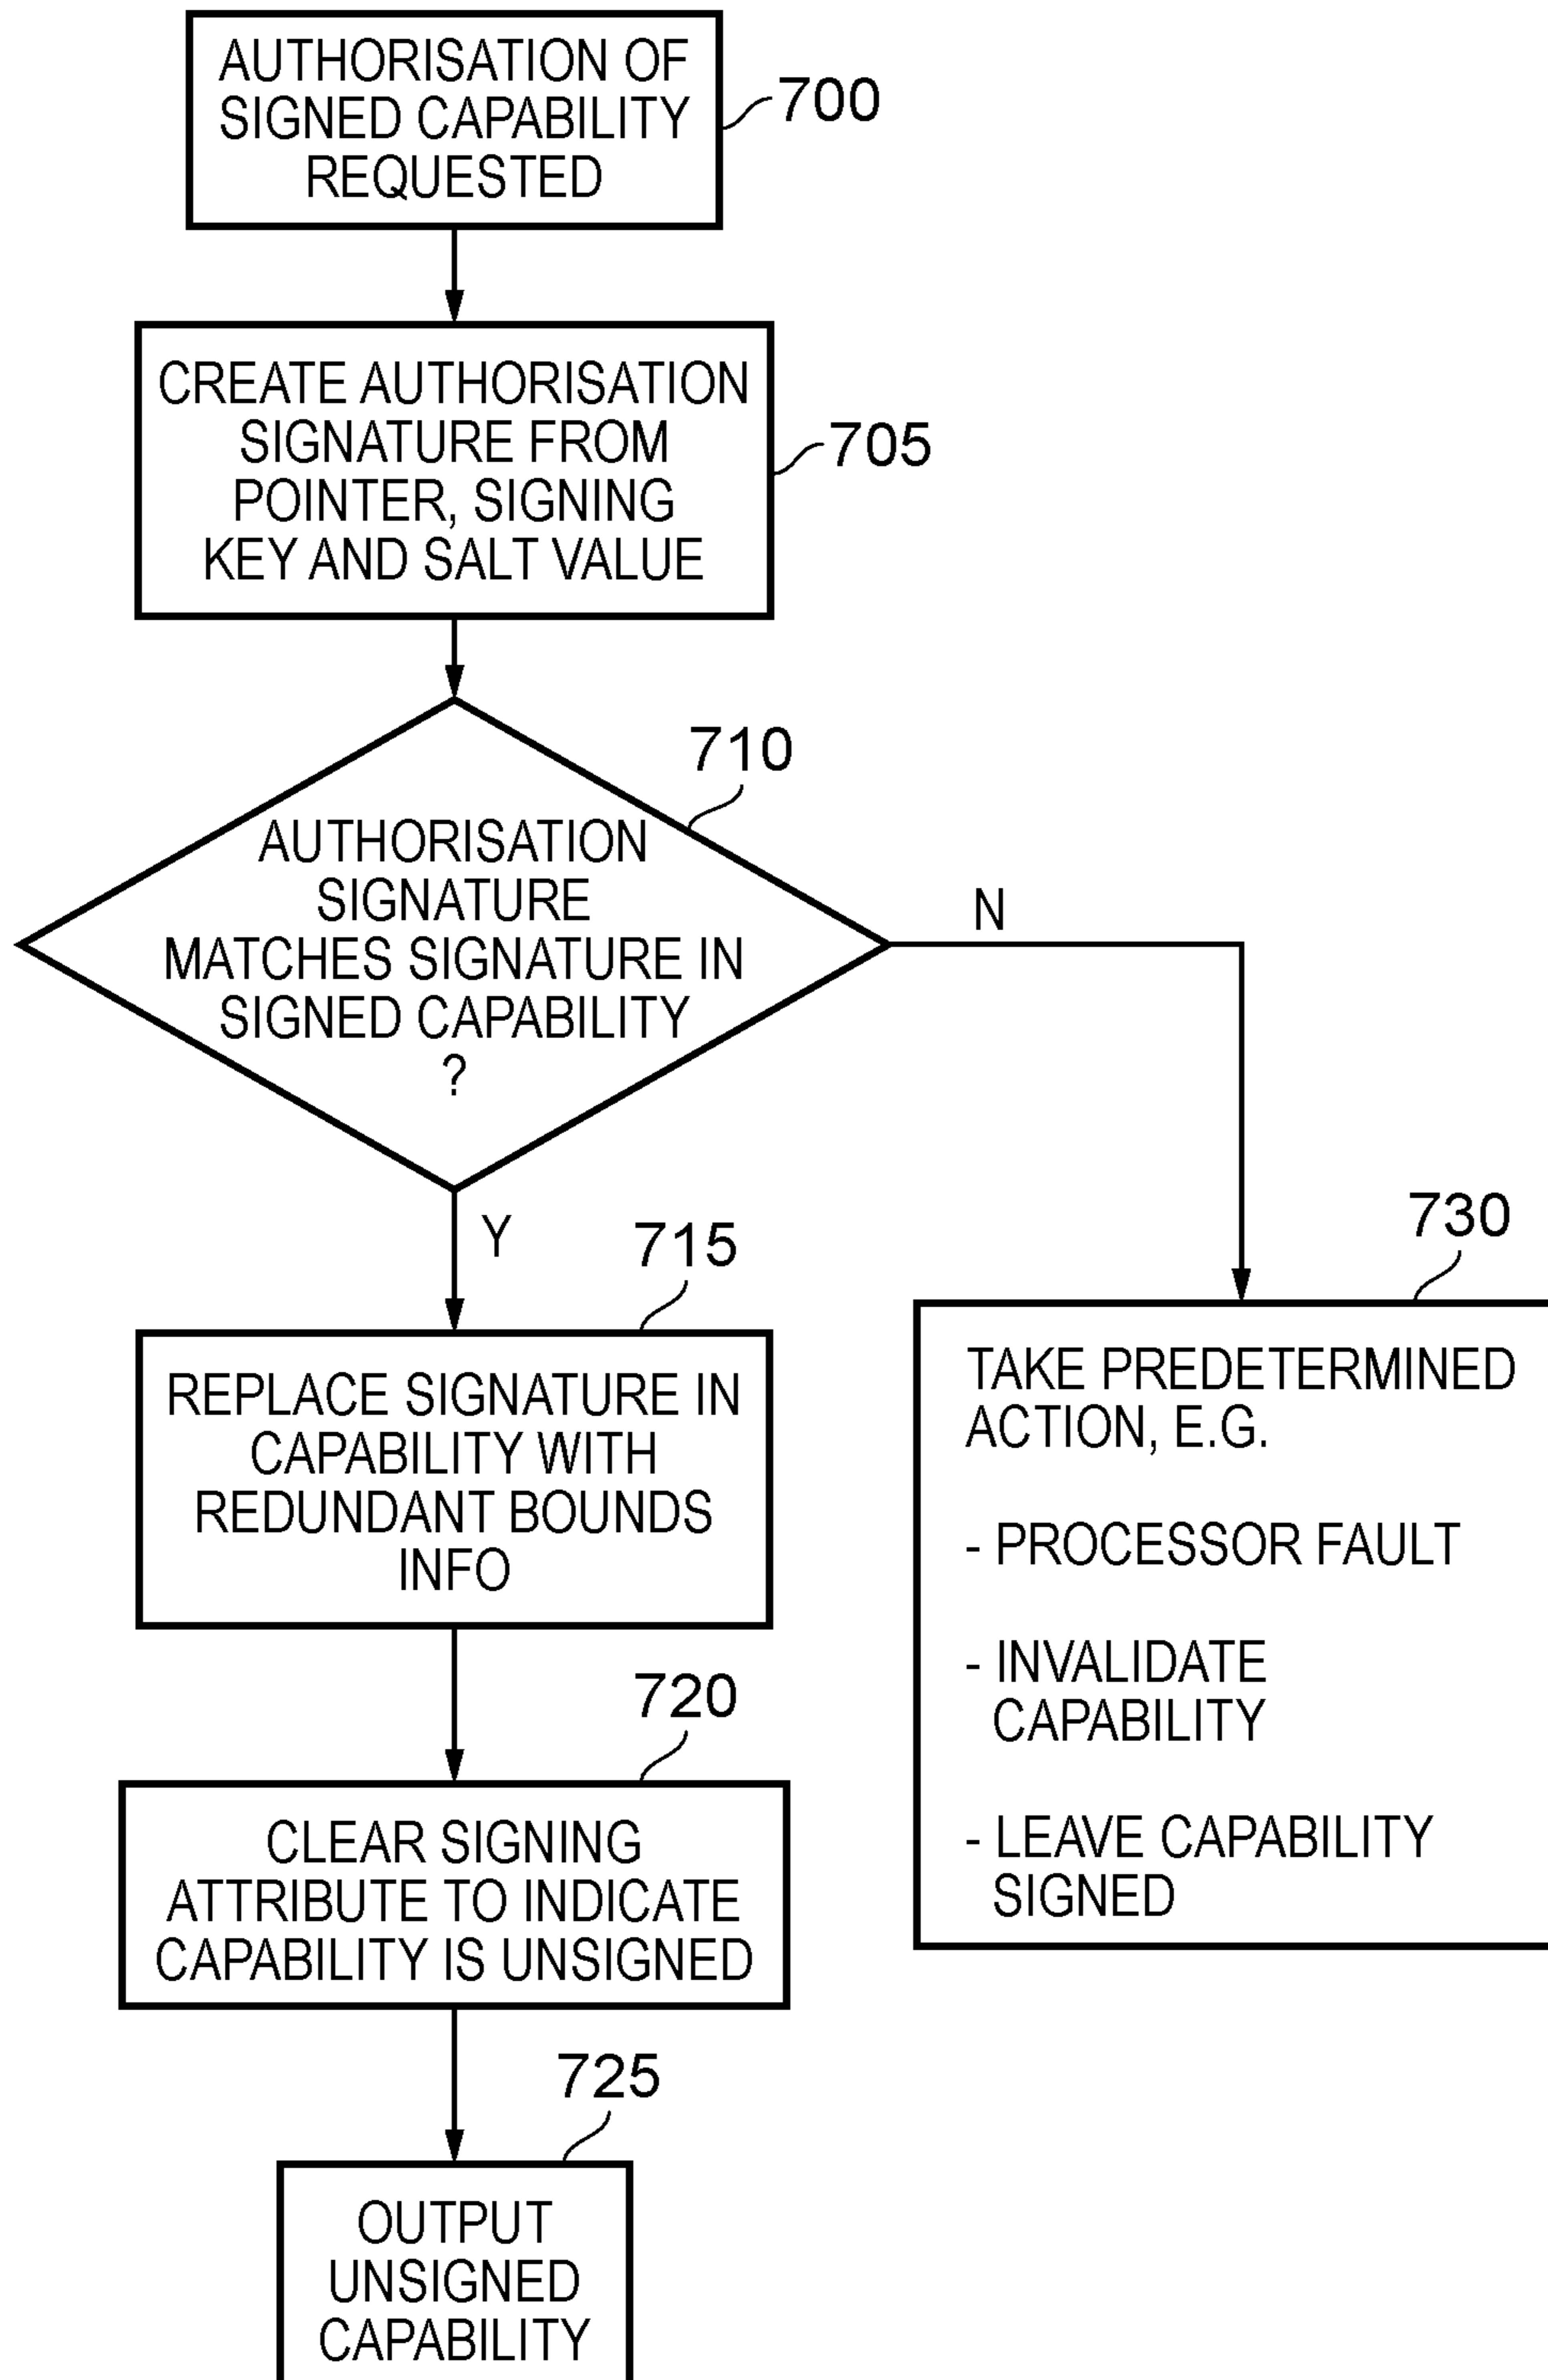 AUTHORISATION OF
SIGNED CAPABILITY
REQUESTED
700
CREATE AUTHORISATION
SIGNATURE FROM
POINTER, SIGNING
KEY AND SALT VALUE
705
710
AUTHORISATION
SIGNATURE
MATCHES SIGNATURE IN
SIGNED CAPABILITY
?
N
Y
715
REPLACE SIGNATURE IN
CAPABILITY WITH
REDUNDANT BOUNDS
INFO
730
TAKE PREDETERMINED
ACTION, E.G.
- PROCESSOR FAULT
- INVALIDATE
CAPABILITY
- LEAVE CAPABILITY
SIGNED
720
CLEAR SIGNING
ATTRIBUTE TO INDICATE
CAPABILITY IS UNSIGNED
725
OUTPUT
UNSIGNED
CAPABILITY